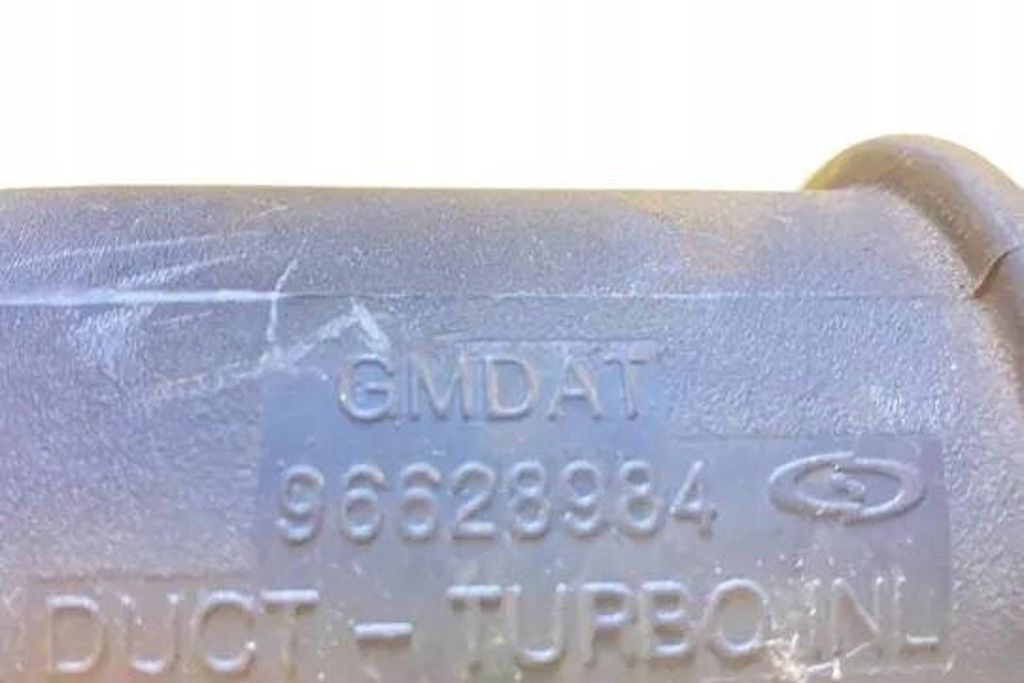 GMDAT
96628984
DUCT - TURBO INL